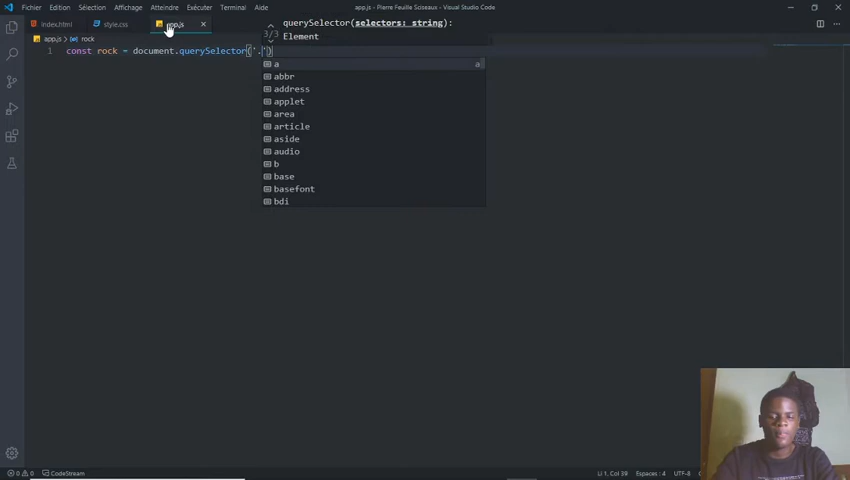 Fichier Edition Sélection Affichage Atteindre Exécuter Terminal Aide
app.js - Pierre Feuille Sciseaux - Visual Studio Code
index.html style.css app.js
app.js > rock
querySelector(selectors: string):
3/3
Element
1 const rock = document.querySelector('.')
a a
abbr
address
applet
area
article
aside
audio
b
base
basefont
bdi
0 0 CodeStream
Li 1, Col 39 Espaces : 4 UTF-8